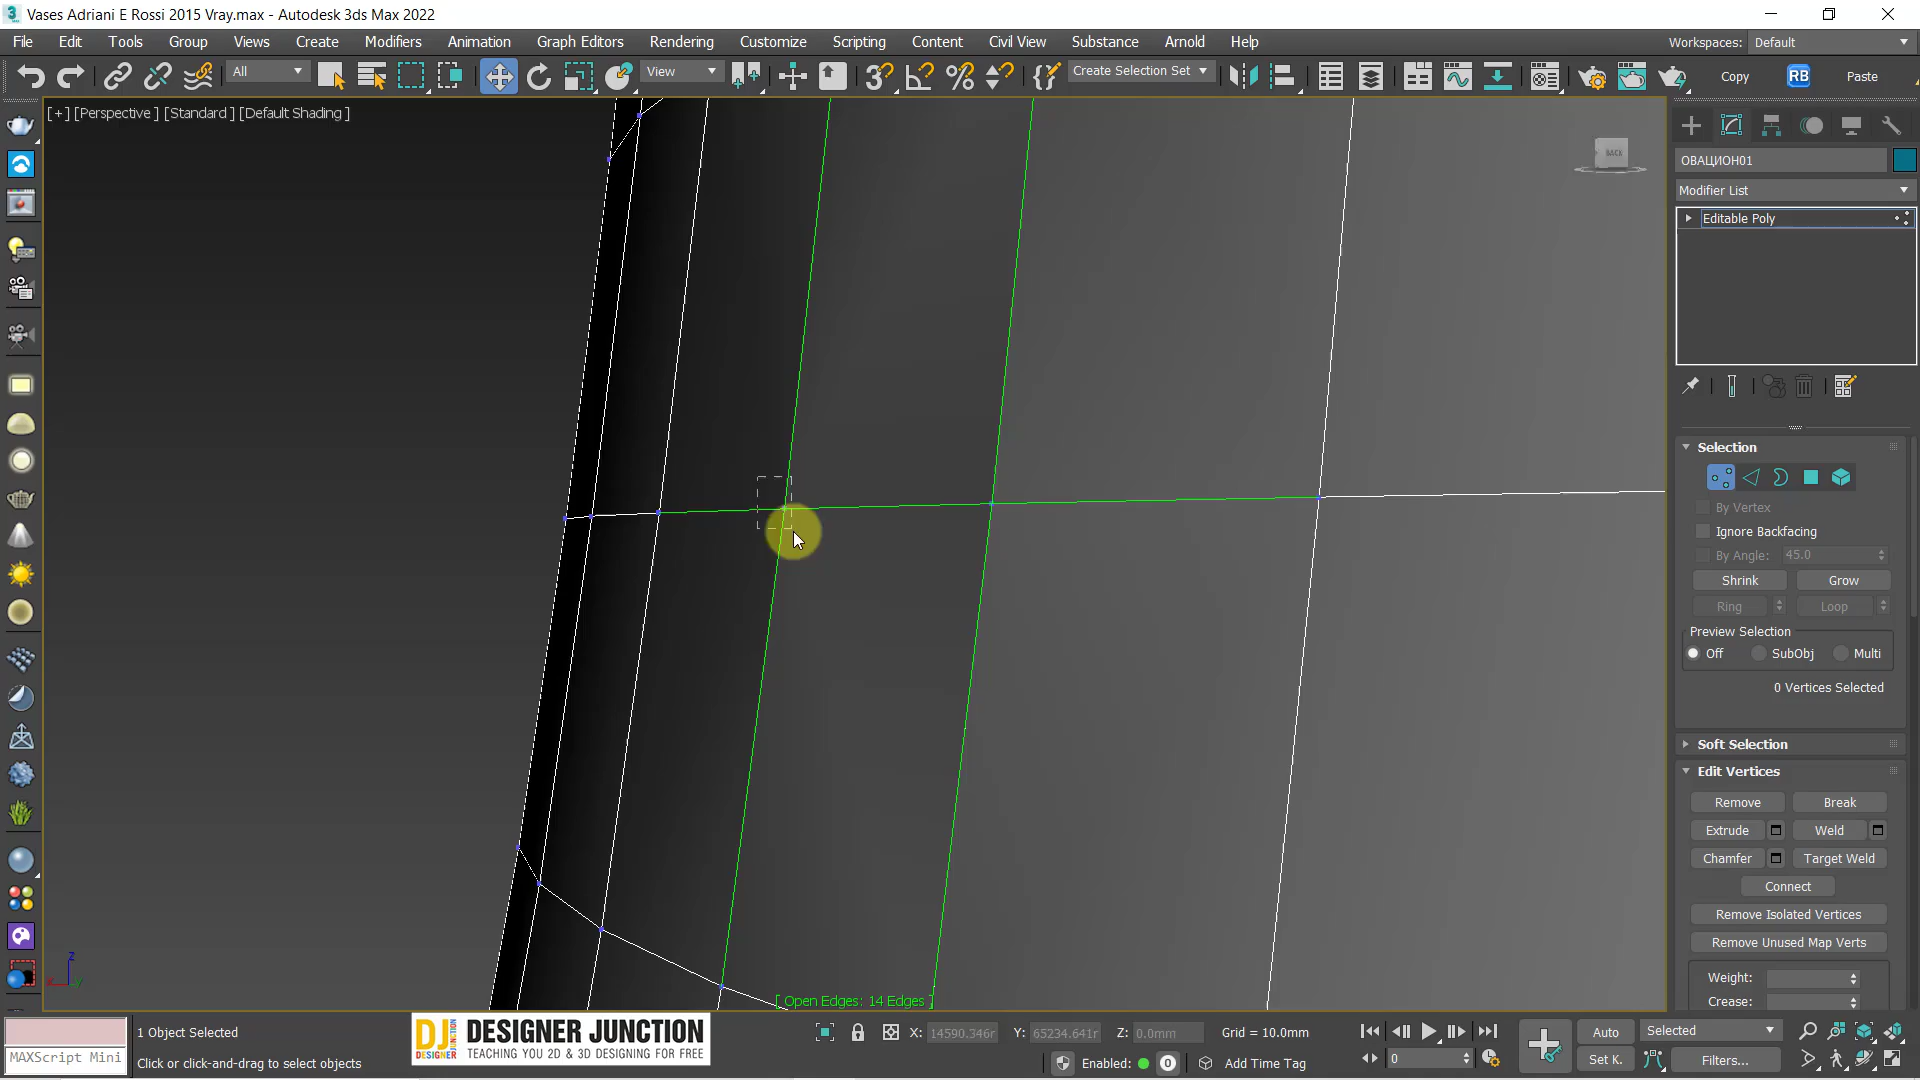 Vases Adriani E Rossi 2015 Vray.max - Autodesk 3ds Max 2022
File Edit Tools Group Views Create Modifiers Animation Graph Editors Rendering Customize Scripting Content Civil View Substance Arnold Help
Workspaces: Default
All
View
Create Selection Set
Copy
RB
Paste
[+] [Perspective ] [Standard ] [Default Shading ]
BACK
ОВАЦИОН01
Modifier List
Editable Poly
Selection
By Vertex
Ignore Backfacing
By Angle: 45.0
Shrink Grow
Ring Loop
Preview Selection
Off SubObj Multi
0 Vertices Selected
Soft Selection
Edit Vertices
Remove Break
Extrude Weld
Chamfer Target Weld
Connect
Remove Isolated Vertices
Remove Unused Map Verts
Weight:
Crease:
[ Open Edges: 14 Edges ]
MAXScript Mini
1 Object Selected
Click or click-and-drag to select objects
DJ DESIGNER JUNCTION
DESIGNER
TEACHING YOU 2D & 3D DESIGNING FOR FREE
X: 14590.346r Y: 65234.641r Z: 0.0mm Grid = 10.0mm
Enabled: 0 Add Time Tag
0
Auto Selected
Set K. Filters...